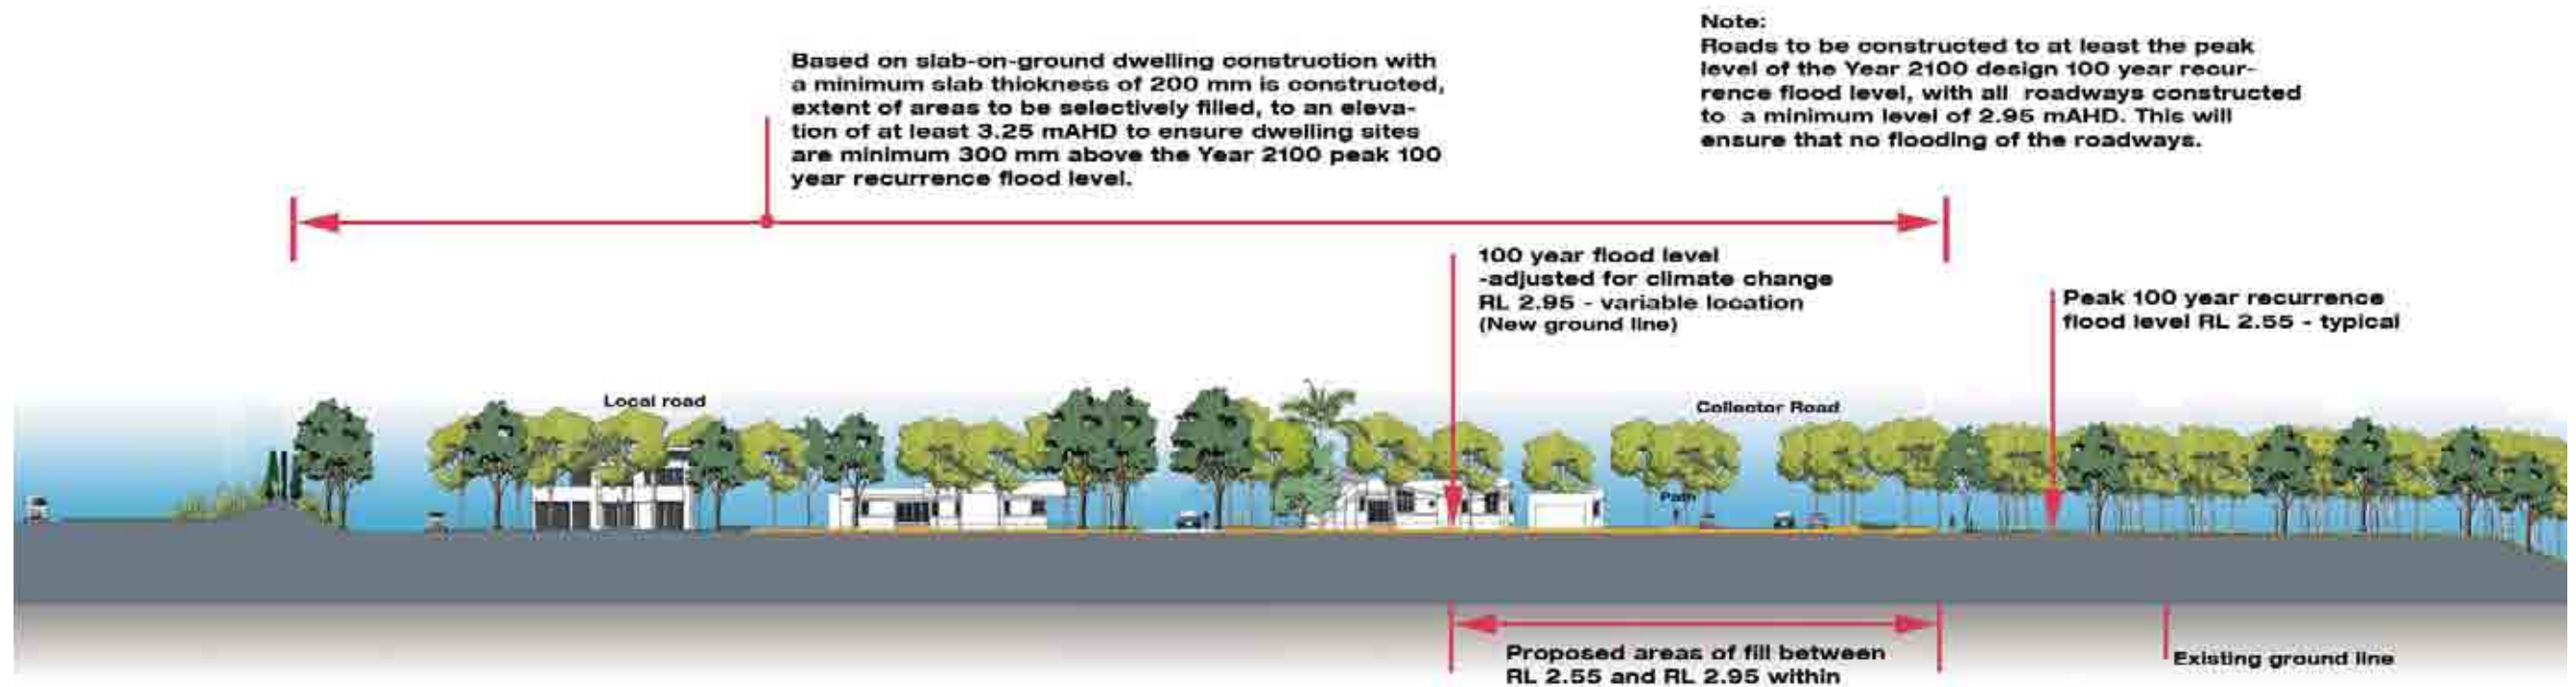 Based on slab-on-ground dwelling construction with
a minimum slab thickness of 200 mm is constructed,
extent of areas to be selectively filled, to an eleva-
tion of at least 3.25 mAHD to ensure dwelling sites
are minimum 300 mm above the Year 2100 peak 100
year recurrence flood level.
Note:
Roads to be constructed to at least the peak
level of the Year 2100 design 100 year recur-
rence flood level, with all roadways constructed
to a minimum level of 2.95 mAHD. This will
ensure that no flooding of the roadways.
100 year flood level
-adjusted for climate change
RL 2.95 - variable location
(New ground line)
Peak 100 year recurrence
flood level RL 2.55 - typical
Local road
Collector Road
Path
Proposed areas of fill between
RL 2.55 and RL 2.95 within
Existing ground line